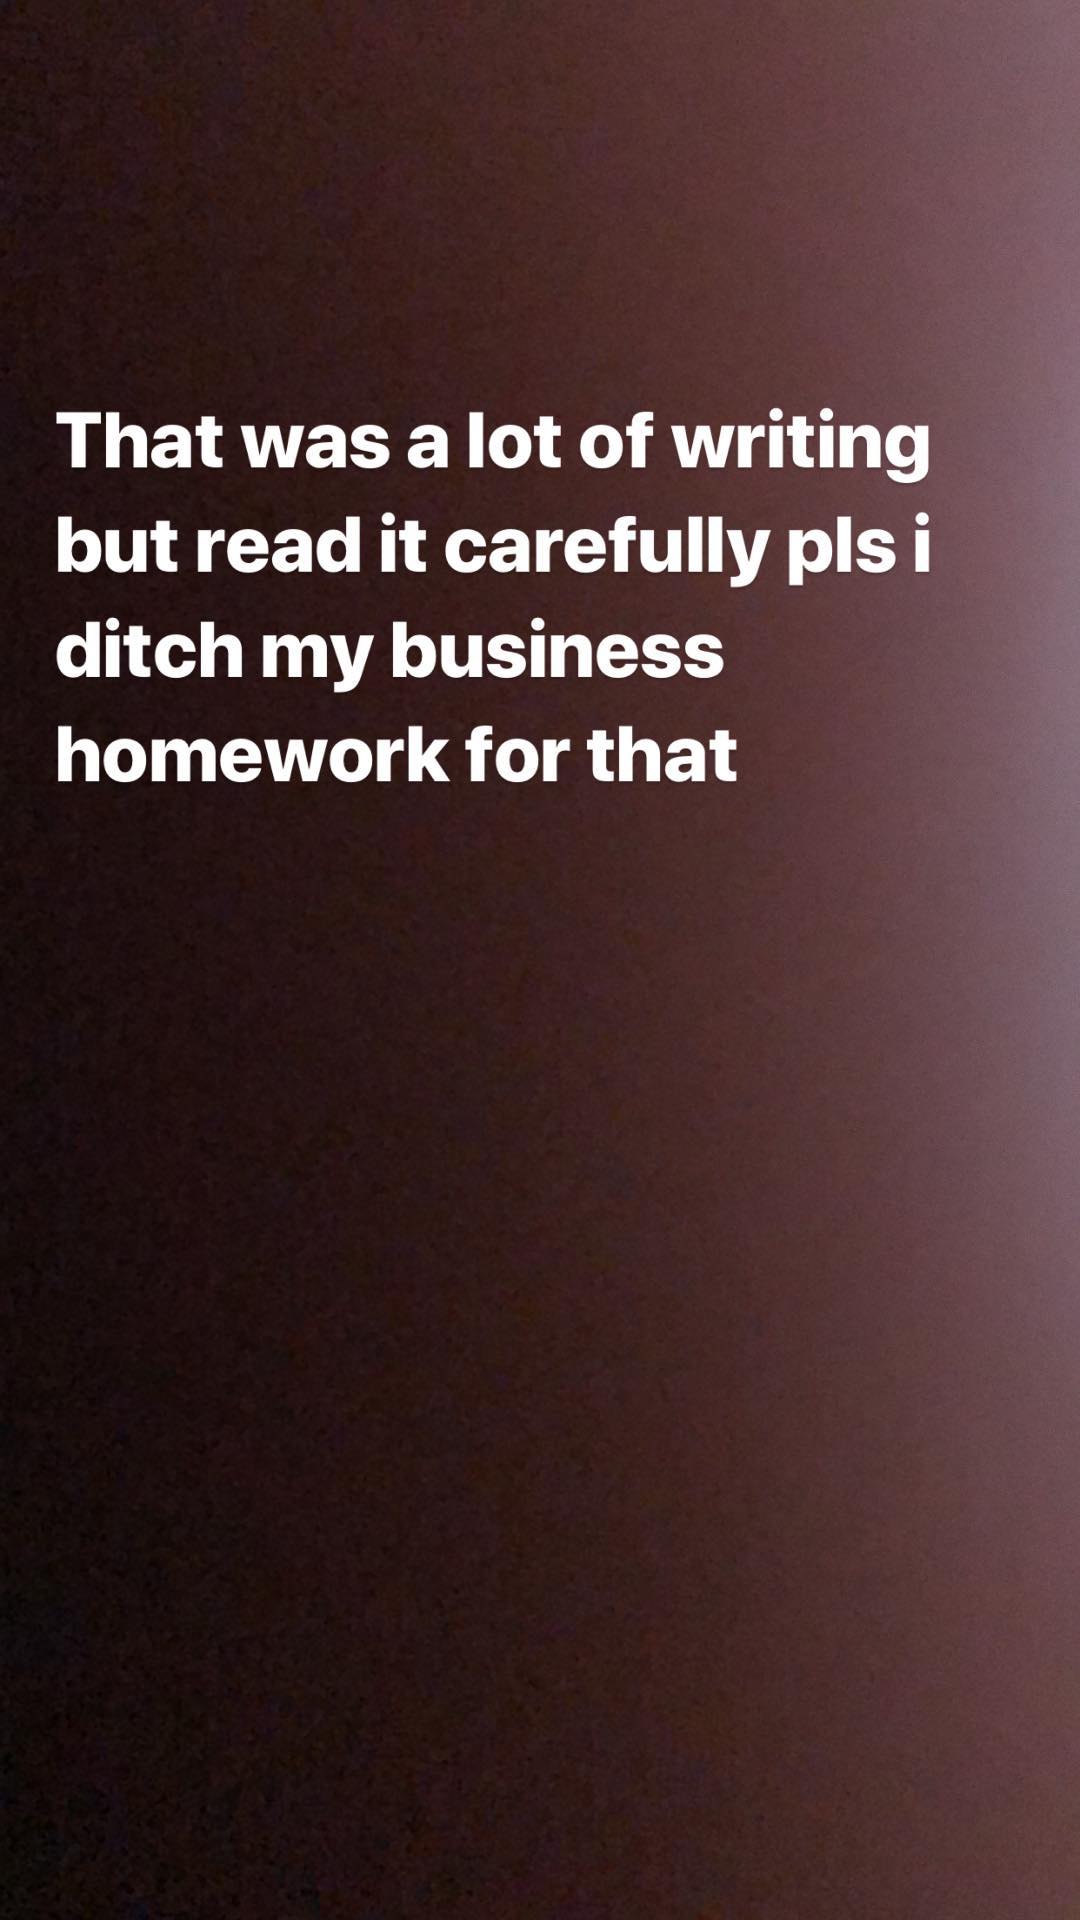 That was a lot of writing
but read it carefully pls i
ditch my business
homework for that